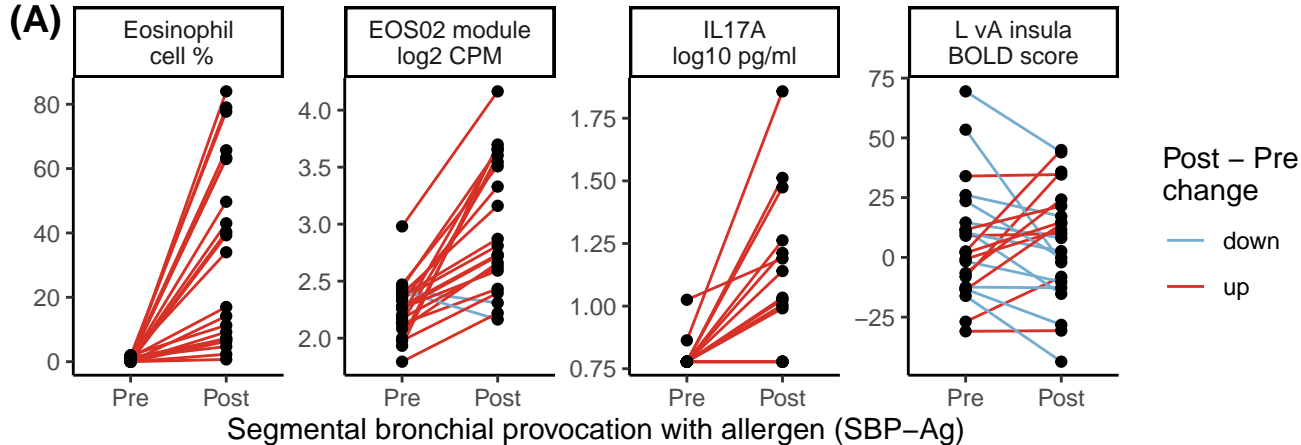 (A)
Eosinophil
cell %
EOS02 module
log2 CPM
IL17A
log10 pg/ml
L vA insula
BOLD score
80
60
40
20
0
4.0
3.5
3.0
2.5
2.0
1.75
1.50
1.25
1.00
0.75
75
50
25
0
−25
Pre
Post
Pre
Post
Pre
Post
Pre
Post
Segmental bronchial provocation with allergen (SBP−Ag)
Post − Pre
change
down
up